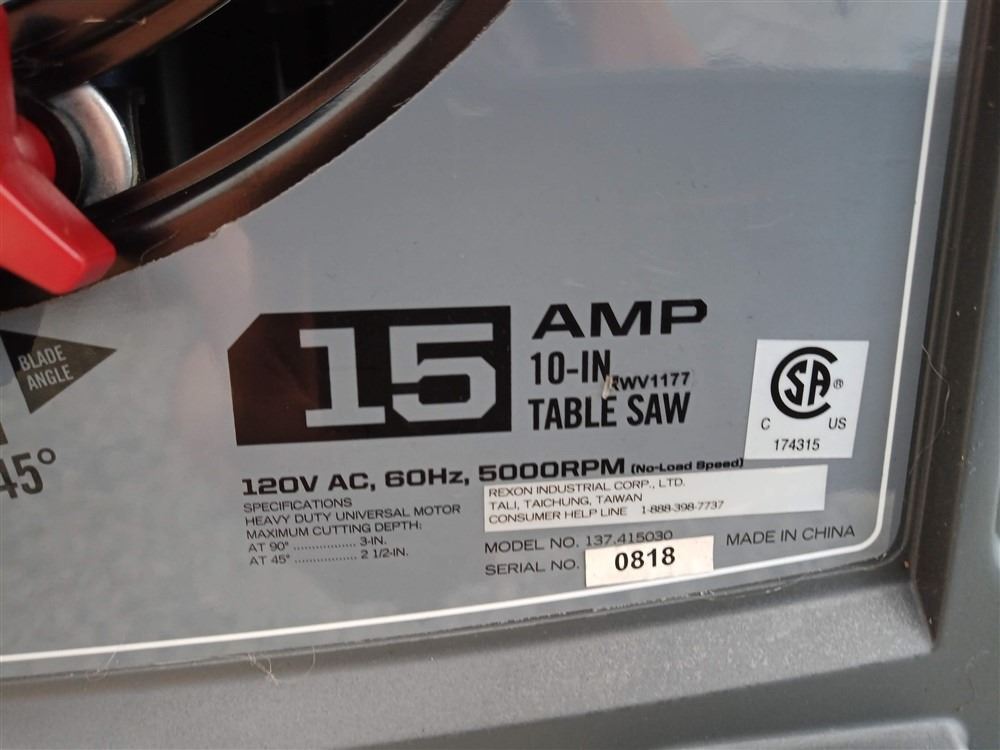 BLADE
ANGLE
45°
15 AMP
10-IN
RWV1177
TABLE SAW
CSA®
C US
174315
120V AC, 60Hz, 5000RPM (No-Load Speed)
SPECIFICATIONS
HEAVY DUTY UNIVERSAL MOTOR
MAXIMUM CUTTING DEPTH:
AT 90° ................ 3-IN.
AT 45° ................ 2 1/2-IN.
REXON INDUSTRIAL CORP., LTD.
TALI, TAICHUNG, TAIWAN
CONSUMER HELP LINE 1-888-398-7737
MODEL NO. 137.415030
SERIAL NO. 0818
MADE IN CHINA